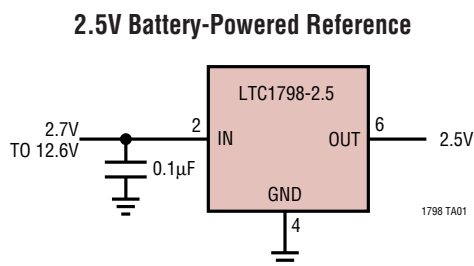 2.5V Battery-Powered Reference
LTC1798-2.5
2.7V
TO 12.6V
2
IN
OUT
6
2.5V
0.1µF
GND
4
1798 TA01